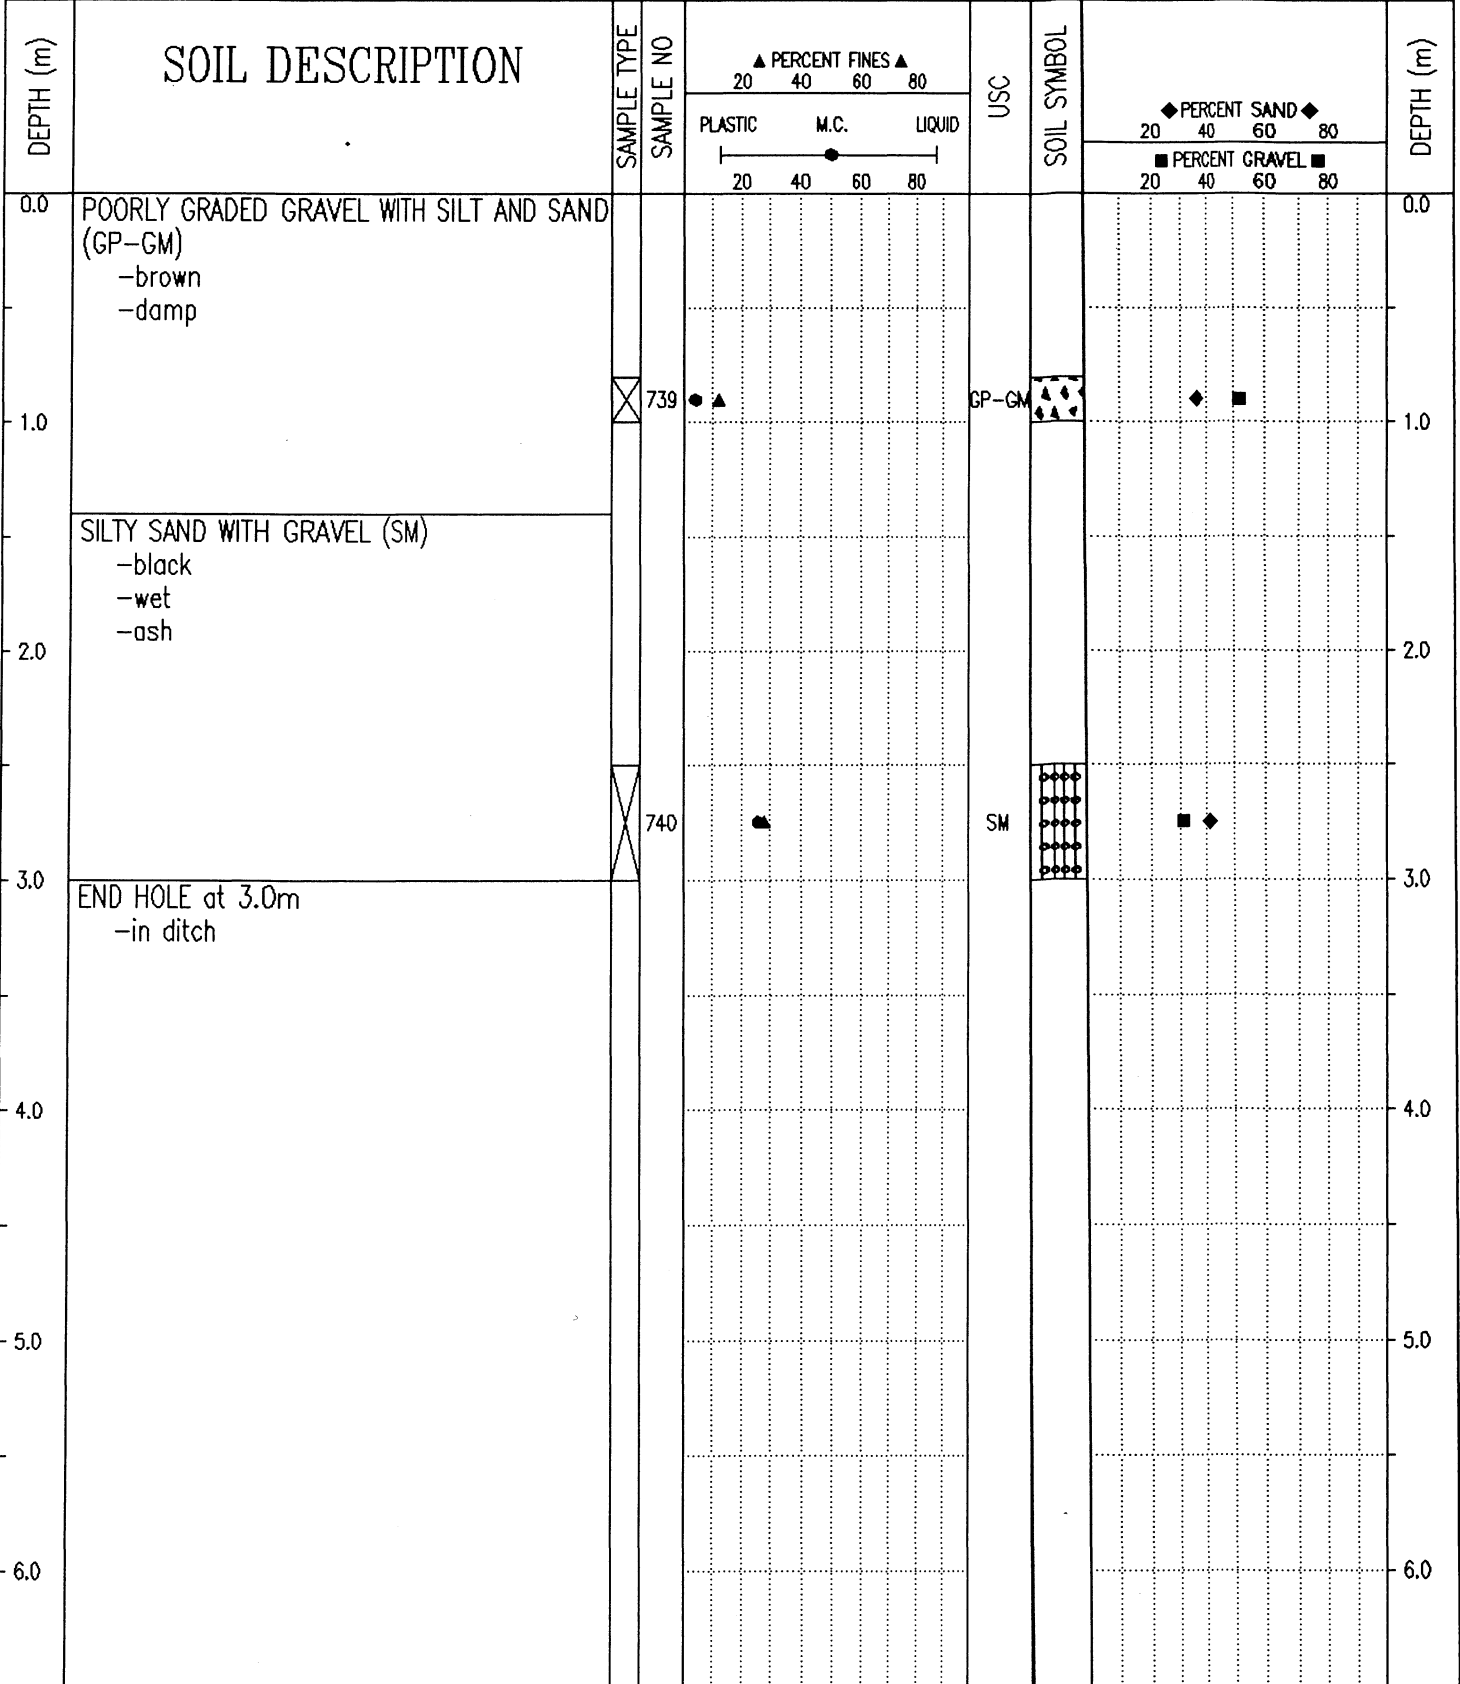 DEPTH (m)
SOIL DESCRIPTION
SAMPLE TYPE
SAMPLE NO
▲ PERCENT FINES ▲
20 40 60 80
PLASTIC M.C. LIQUID
20 40 60 80
USC
SOIL SYMBOL
◆ PERCENT SAND ◆
20 40 60 80
■ PERCENT GRAVEL ■
20 40 60 80
DEPTH (m)
0.0
POORLY GRADED GRAVEL WITH SILT AND SAND
(GP-GM)
-brown
-damp
0.0
739
GP-GM
1.0
1.0
SILTY SAND WITH GRAVEL (SM)
-black
-wet
-ash
2.0
2.0
740
SM
3.0
3.0
END HOLE at 3.0m
-in ditch
4.0
4.0
5.0
5.0
6.0
6.0